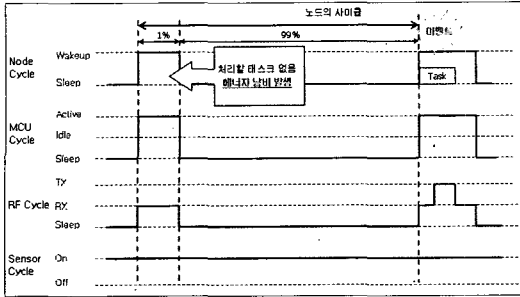 노드의 사이클
이벤트
1%
99%
Node
Cycle
Wakeup
Sleep
처리할 태스크 없음
에너지 낭비 발생
Task
MCU
Cycle
Active
Idle
Sleep
RF Cycle
TX
RX
Sleep
Sensor
Cycle
On
Off